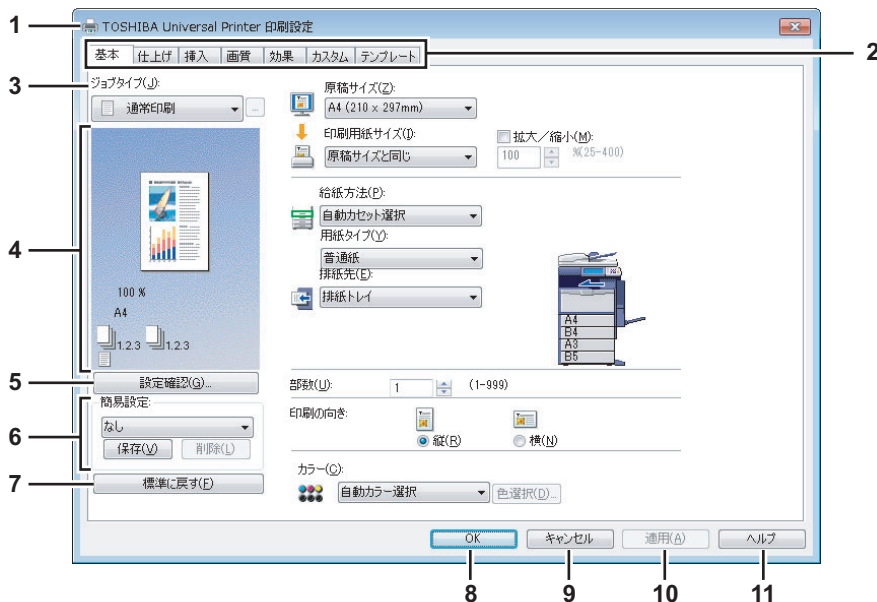 1
TOSHIBA Universal Printer 印刷設定
2
基本 仕上げ 挿入 画質 効果 カスタム テンプレート
3
ジョブタイプ(J):
通常印刷
...
原稿サイズ(Z):
A4 (210 x 297mm)
印刷用紙サイズ(I):
原稿サイズと同じ
拡大/縮小(M):
100
%(25-400)
4
100 %
A4
1.2.3 1.2.3
給紙方法(P):
自動カセット選択
用紙タイプ(Y):
普通紙
排紙先(E):
排紙トレイ
A4
B4
A3
B5
5
設定確認(G)...
部数(U):
1
(1-999)
6
簡易設定:
なし
保存(V) 削除(L)
印刷の向き:
縦(R) 横(N)
7
標準に戻す(F)
カラー(C):
自動カラー選択
色選択(D)...
OK キャンセル 適用(A) ヘルプ
8 9 10 11